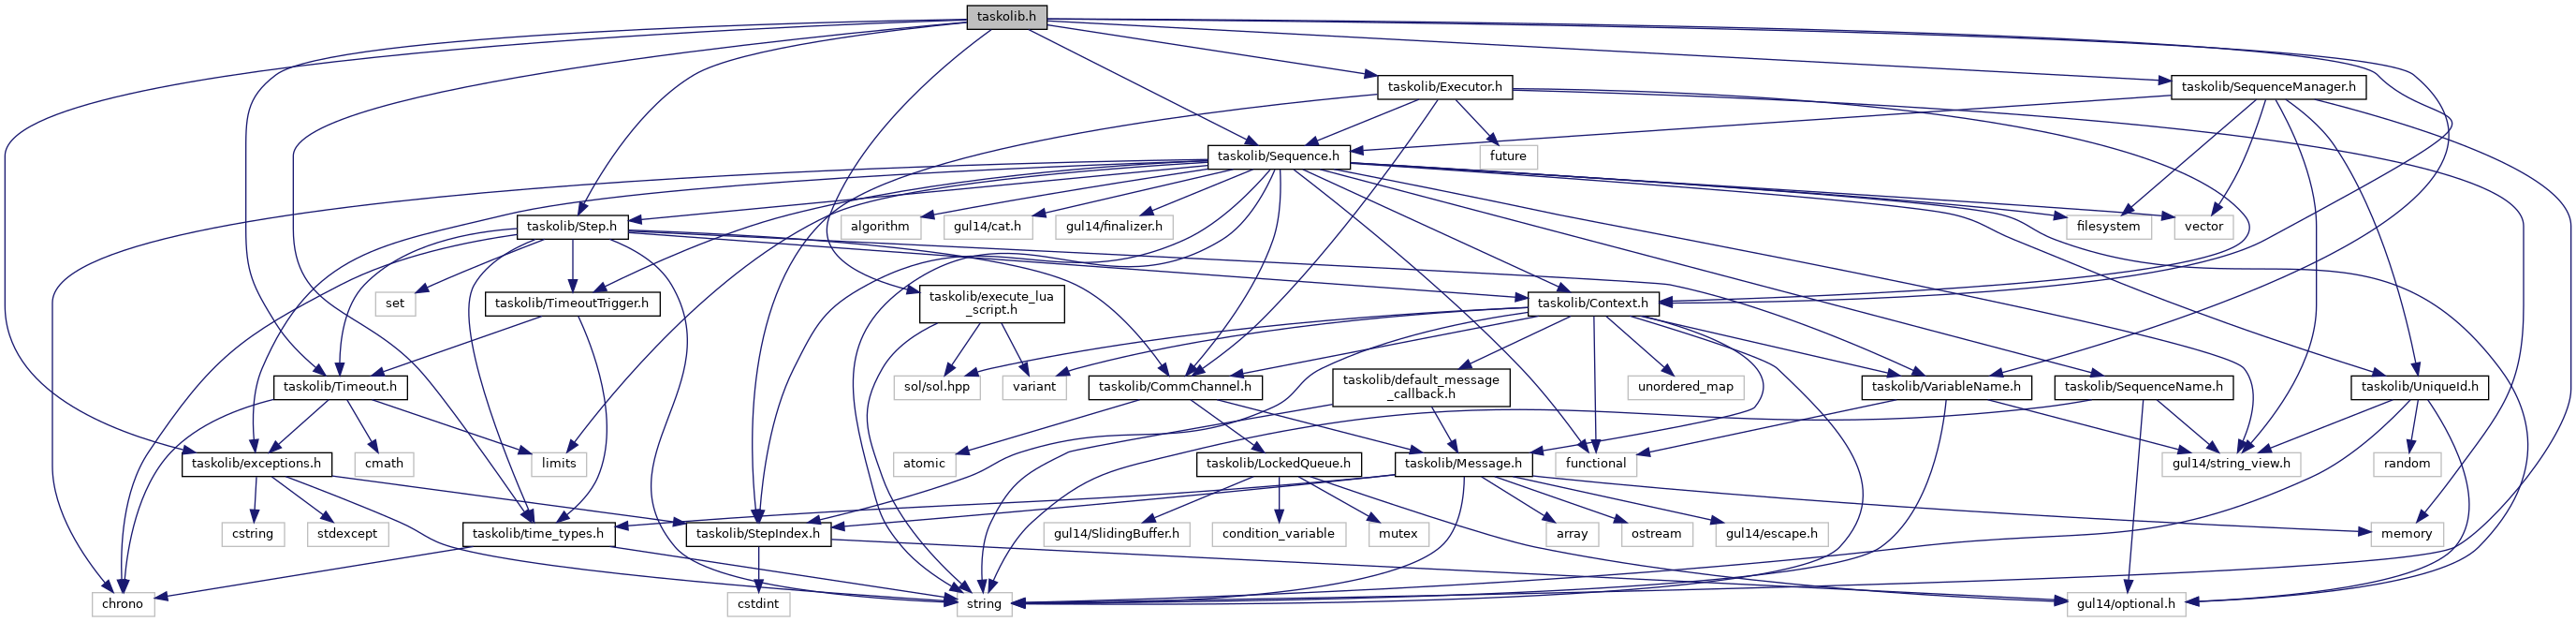 taskolib.h
taskolib/Executor.h
taskolib/SequenceManager.h
taskolib/Sequence.h
future
taskolib/Step.h
algorithm
gul14/cat.h
gul14/finalizer.h
filesystem
vector
set
taskolib/TimeoutTrigger.h
taskolib/execute_lua
_script.h
taskolib/Context.h
taskolib/Timeout.h
sol/sol.hpp
variant
taskolib/CommChannel.h
taskolib/default_message
_callback.h
unordered_map
taskolib/VariableName.h
taskolib/SequenceName.h
taskolib/UniqueId.h
taskolib/exceptions.h
cmath
limits
atomic
taskolib/LockedQueue.h
taskolib/Message.h
functional
gul14/string_view.h
random
cstring
stdexcept
taskolib/time_types.h
taskolib/StepIndex.h
gul14/SlidingBuffer.h
condition_variable
mutex
array
ostream
gul14/escape.h
memory
chrono
cstdint
string
gul14/optional.h